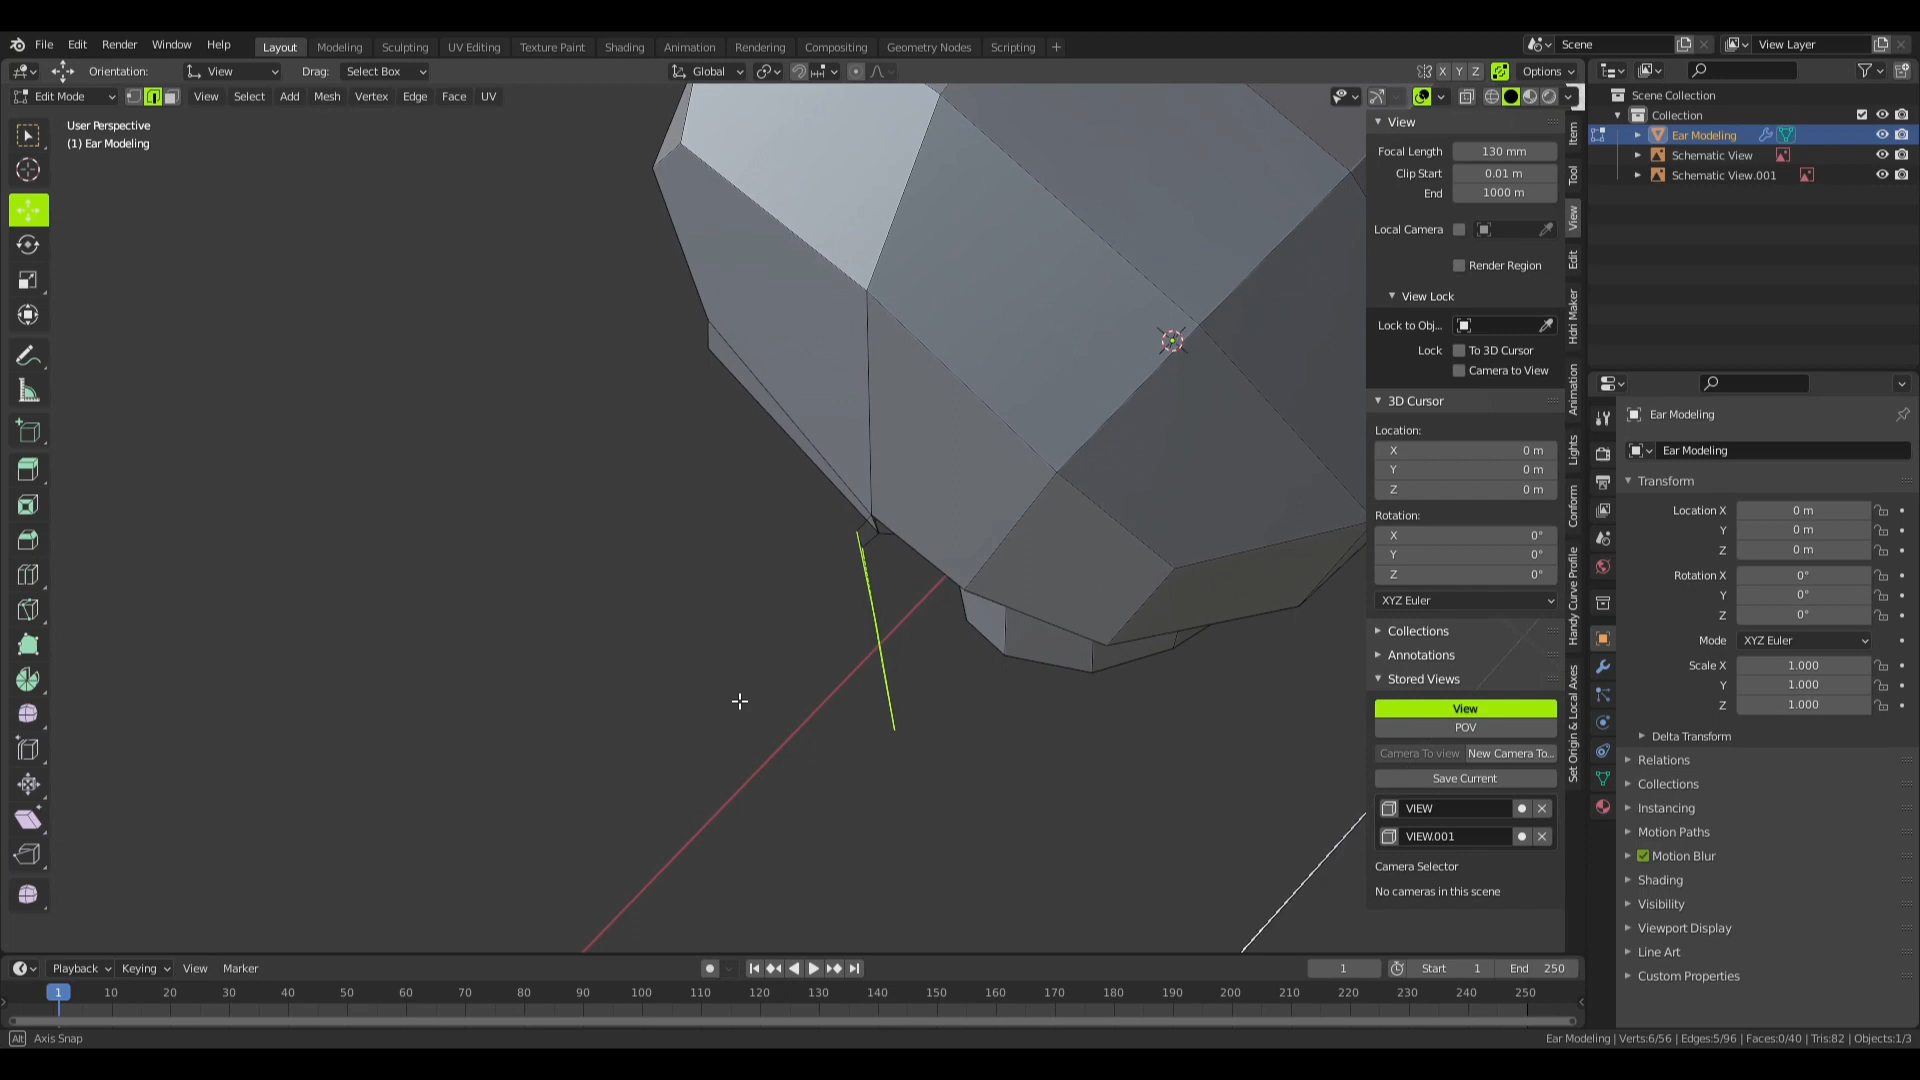 File Edit Render Window Help Layout Modeling Sculpting UV Editing Texture Paint Shading Animation Rendering Compositing Geometry Nodes Scripting + Scene View Layer
Orientation: View Drag: Select Box Global X Y Z Options
Edit Mode View Select Add Mesh Vertex Edge Face UV
User Perspective
(1) Ear Modeling
View
Focal Length 130 mm
Clip Start 0.01 m
End 1000 m
Local Camera
Render Region
View Lock
Lock to Obj...
Lock To 3D Cursor
Camera to View
3D Cursor
Location:
X 0 m
Y 0 m
Z 0 m
Rotation:
X 0°
Y 0°
Z 0°
XYZ Euler
Collections
Annotations
Stored Views
View
POV
Camera To view New Camera To...
Save Current
VIEW
VIEW.001
Camera Selector
No cameras in this scene
Item
Tool
View
Edit
Hdri Maker
Animation
Lights
Conform
Handy Curve Profile
Set Origin & Local Axes
Scene Collection
Collection
Ear Modeling
Schematic View
Schematic View.001
Ear Modeling
Ear Modeling
Transform
Location X 0 m
Y 0 m
Z 0 m
Rotation X 0°
Y 0°
Z 0°
Mode XYZ Euler
Scale X 1.000
Y 1.000
Z 1.000
Delta Transform
Relations
Collections
Instancing
Motion Paths
Motion Blur
Shading
Visibility
Viewport Display
Line Art
Custom Properties
Playback Keying View Marker 1 Start 1 End 250
1 10 20 30 40 50 60 70 80 90 100 110 120 130 140 150 160 170 180 190 200 210 220 230 240 250
Alt Axis Snap
Ear Modeling | Verts:6/56 | Edges:5/96 | Faces:0/40 | Tris:82 | Objects:1/3